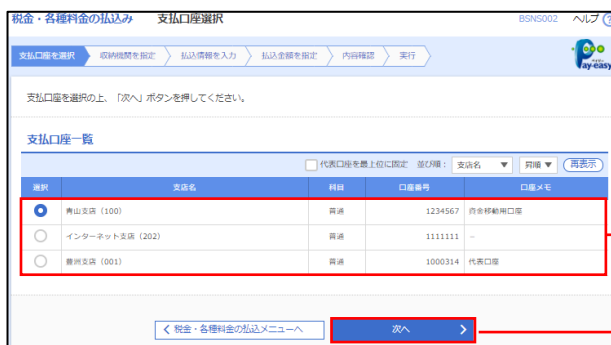 税金・各種料金の払込み 支払口座選択 BSNS002 ヘルプ ?
支払口座を選択 収納機関を指定 払込情報を入力 払込金額を指定 内容確認 実行
Pay-easy
支払口座を選択の上、「次へ」ボタンを押してください。
支払口座一覧
代表口座を最上位に固定 並び順： 支店名 ▼ 昇順 ▼ 再表示
選択 支店名 科目 口座番号 口座メモ
青山支店（100） 普通 1234567 資金移動用口座
インターネット支店（202） 普通 1111111 －
豊洲支店（001） 普通 1000314 代表口座
税金・各種料金の払込メニューへ 次へ